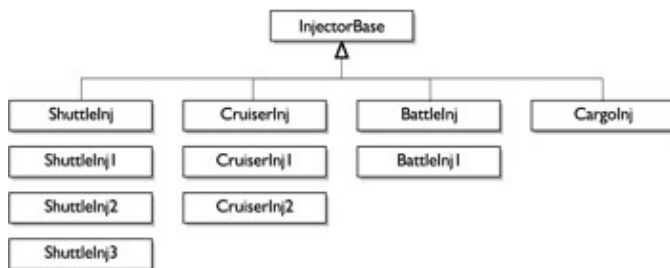 InjectorBase
ShuttleInj
CruiserInj
BattleInj
CargoInj
ShuttleInj1
CruiserInj1
BattleInj1
ShuttleInj2
CruiserInj2
ShuttleInj3